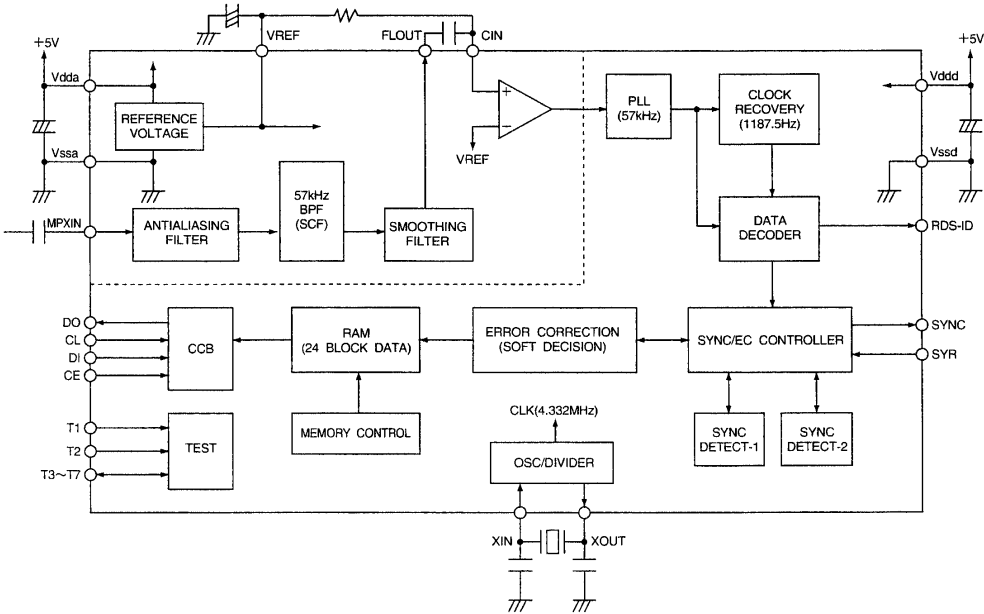 VREF
FLOUT
CIN
+5V
+5V
Vdda
Vddd
REFERENCE
VOLTAGE
+
−
VREF
PLL
(57kHz)
CLOCK
RECOVERY
(1187.5Hz)
Vssa
Vssd
MPXIN
ANTIALIASING
FILTER
57kHz
BPF
(SCF)
SMOOTHING
FILTER
DATA
DECODER
RDS-ID
DO
CL
DI
CE
CCB
RAM
(24 BLOCK DATA)
ERROR CORRECTION
(SOFT DECISION)
SYNC/EC CONTROLLER
SYNC
SYR
T1
T2
T3～T7
TEST
MEMORY CONTROL
CLK(4.332MHz)
OSC/DIVIDER
SYNC
DETECT-1
SYNC
DETECT-2
XIN
XOUT